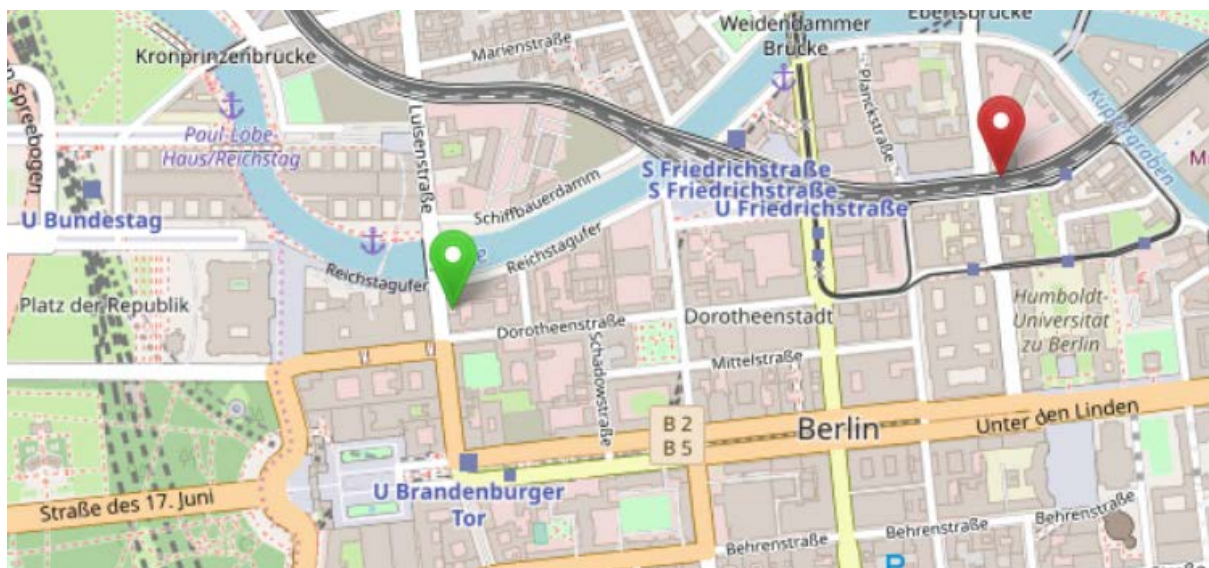 Ebertsbrücke
Weidendammer
Brücke
Marienstraße
Kronprinzenbrücke
Spreebogen
Paul-Löbe-
Haus/Reichstag
Luisenstraße
Planckstraße
Kupfergraben
S Friedrichstraße
S Friedrichstraße
U Friedrichstraße
U Bundestag
Schiffbauerdamm
Reichstagufer
Reichstagufer
Platz der Republik
Dorotheenstraße
Dorotheenstadt
Humboldt-
Universität
zu Berlin
Schadowstraße
Mittelstraße
B 2
B 5
Berlin
Unter den Linden
U Brandenburger
Tor
Straße des 17. Juni
Behrenstraße
Behrenstraße
Behrenstraße
P